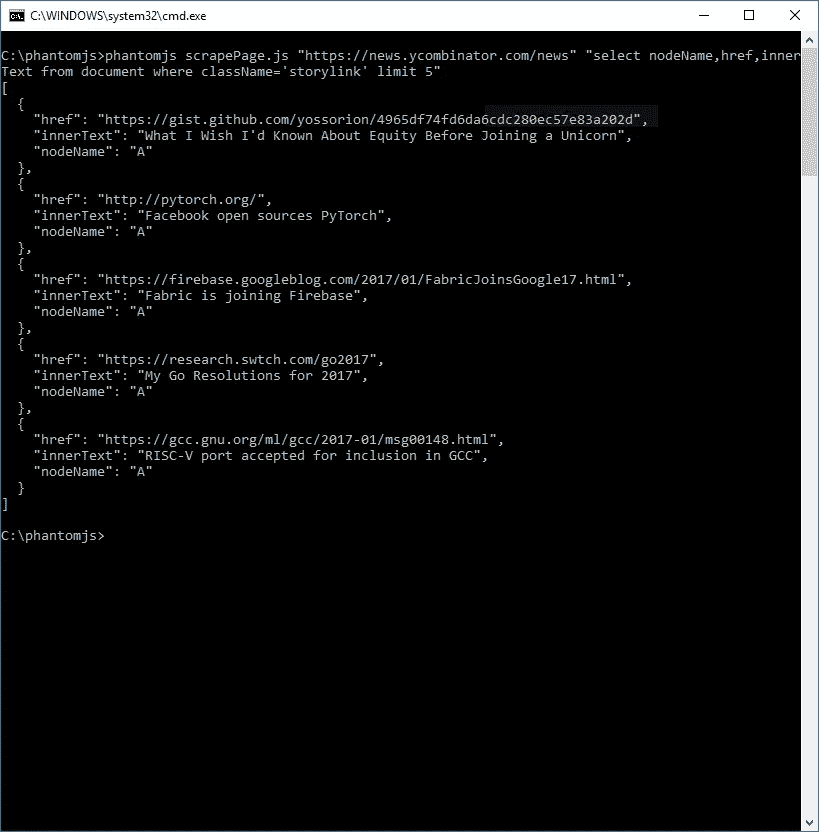 C:\WINDOWS\system32\cmd.exe
C:\phantomjs>phantomjs scrapePage.js "https://news.ycombinator.com/news" "select nodeName,href,inner
Text from document where className='storylink' limit 5"
[
  {
    "href": "https://gist.github.com/yossorion/4965df74fd6da6cdc280ec57e83a202d",
    "innerText": "What I Wish I'd Known About Equity Before Joining a Unicorn",
    "nodeName": "A"
  },
  {
    "href": "http://pytorch.org/",
    "innerText": "Facebook open sources PyTorch",
    "nodeName": "A"
  },
  {
    "href": "https://firebase.googleblog.com/2017/01/FabricJoinsGoogle17.html",
    "innerText": "Fabric is joining Firebase",
    "nodeName": "A"
  },
  {
    "href": "https://research.swtch.com/go2017",
    "innerText": "My Go Resolutions for 2017",
    "nodeName": "A"
  },
  {
    "href": "https://gcc.gnu.org/ml/gcc/2017-01/msg00148.html",
    "innerText": "RISC-V port accepted for inclusion in GCC",
    "nodeName": "A"
  }
]
C:\phantomjs>